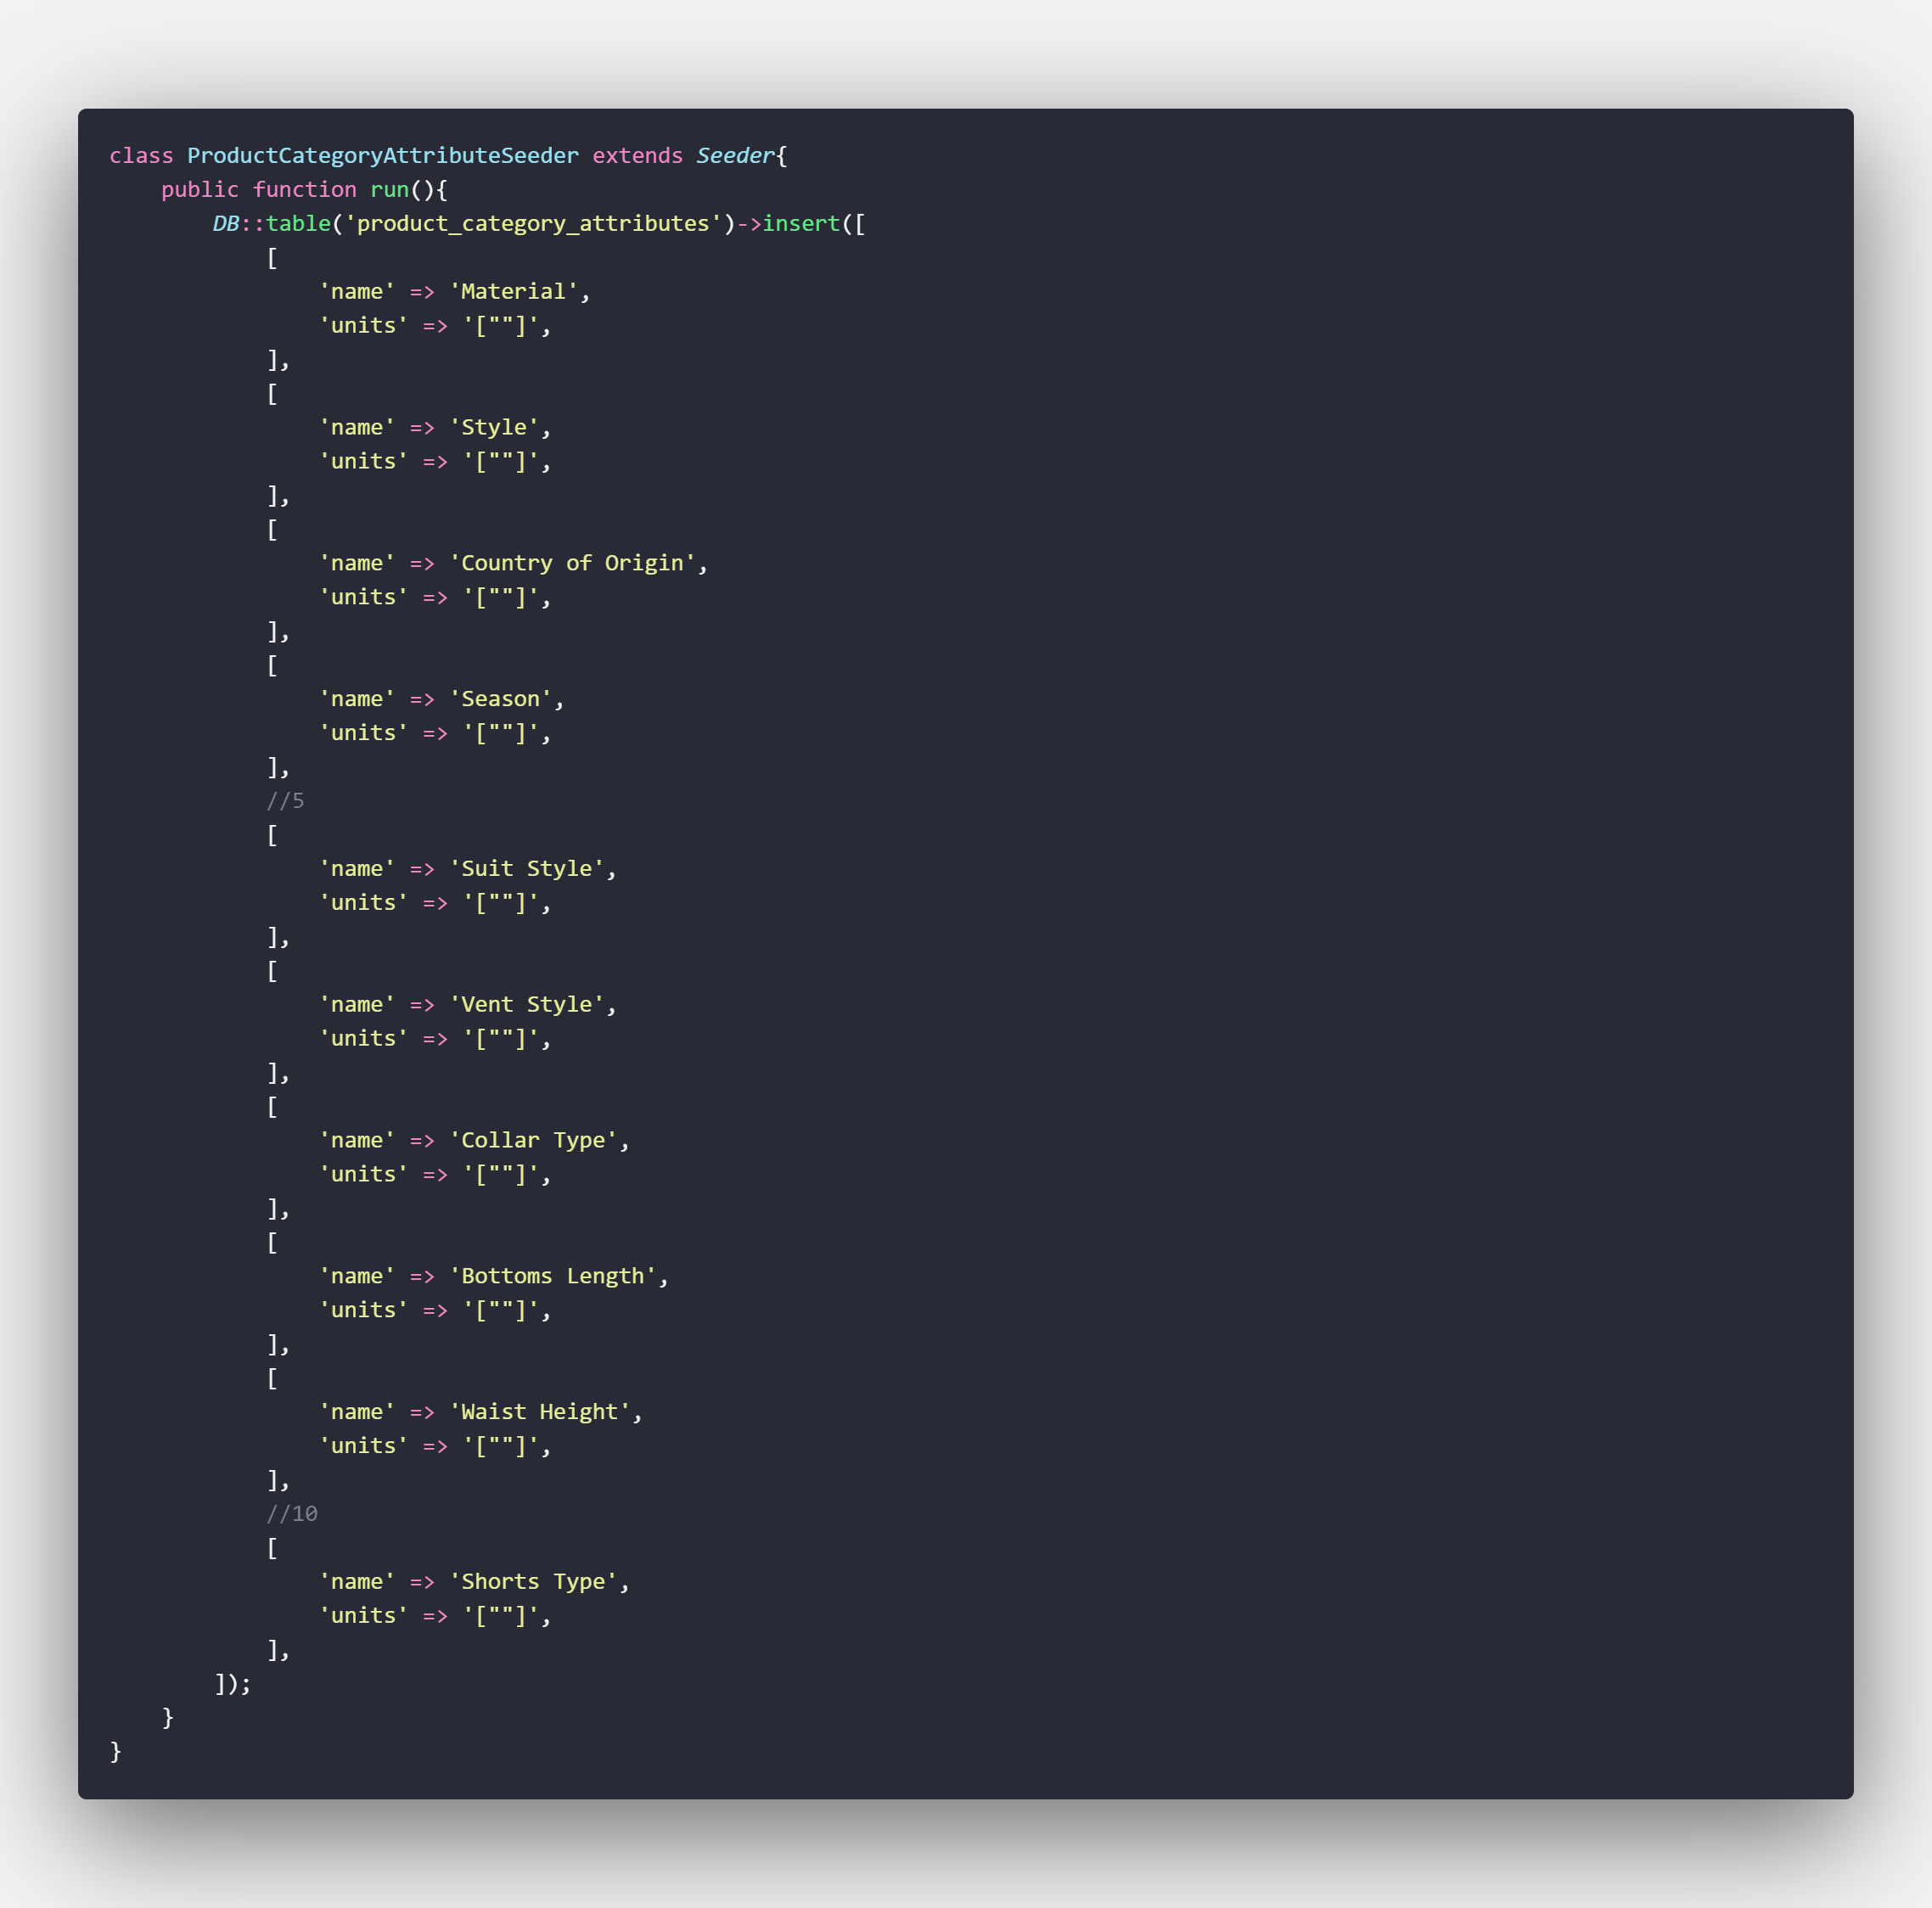 class ProductCategoryAttributeSeeder extends Seeder{
    public function run(){
        DB::table('product_category_attributes')->insert([
            [
                'name' => 'Material',
                'units' => '[""]',
            ],
            [
                'name' => 'Style',
                'units' => '[""]',
            ],
            [
                'name' => 'Country of Origin',
                'units' => '[""]',
            ],
            [
                'name' => 'Season',
                'units' => '[""]',
            ],
            //5
            [
                'name' => 'Suit Style',
                'units' => '[""]',
            ],
            [
                'name' => 'Vent Style',
                'units' => '[""]',
            ],
            [
                'name' => 'Collar Type',
                'units' => '[""]',
            ],
            [
                'name' => 'Bottoms Length',
                'units' => '[""]',
            ],
            [
                'name' => 'Waist Height',
                'units' => '[""]',
            ],
            //10
            [
                'name' => 'Shorts Type',
                'units' => '[""]',
            ],
        ]);
    }
}